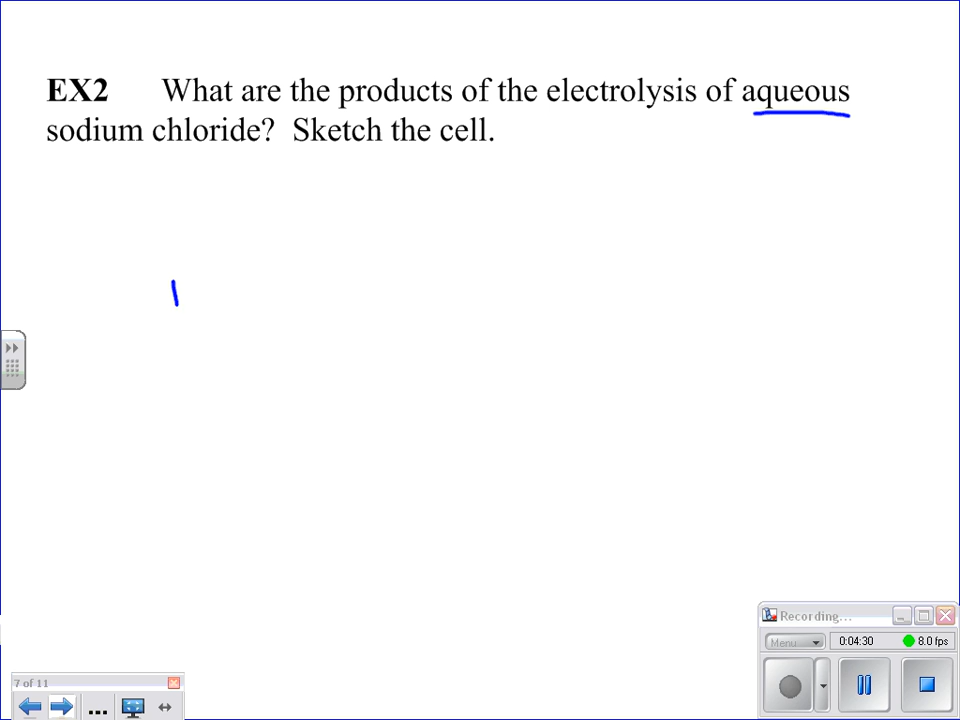 EX2 What are the products of the electrolysis of aqueous
sodium chloride? Sketch the cell.
Recording...
Menu
0:04:30
8.0 fps
7 of 11
...